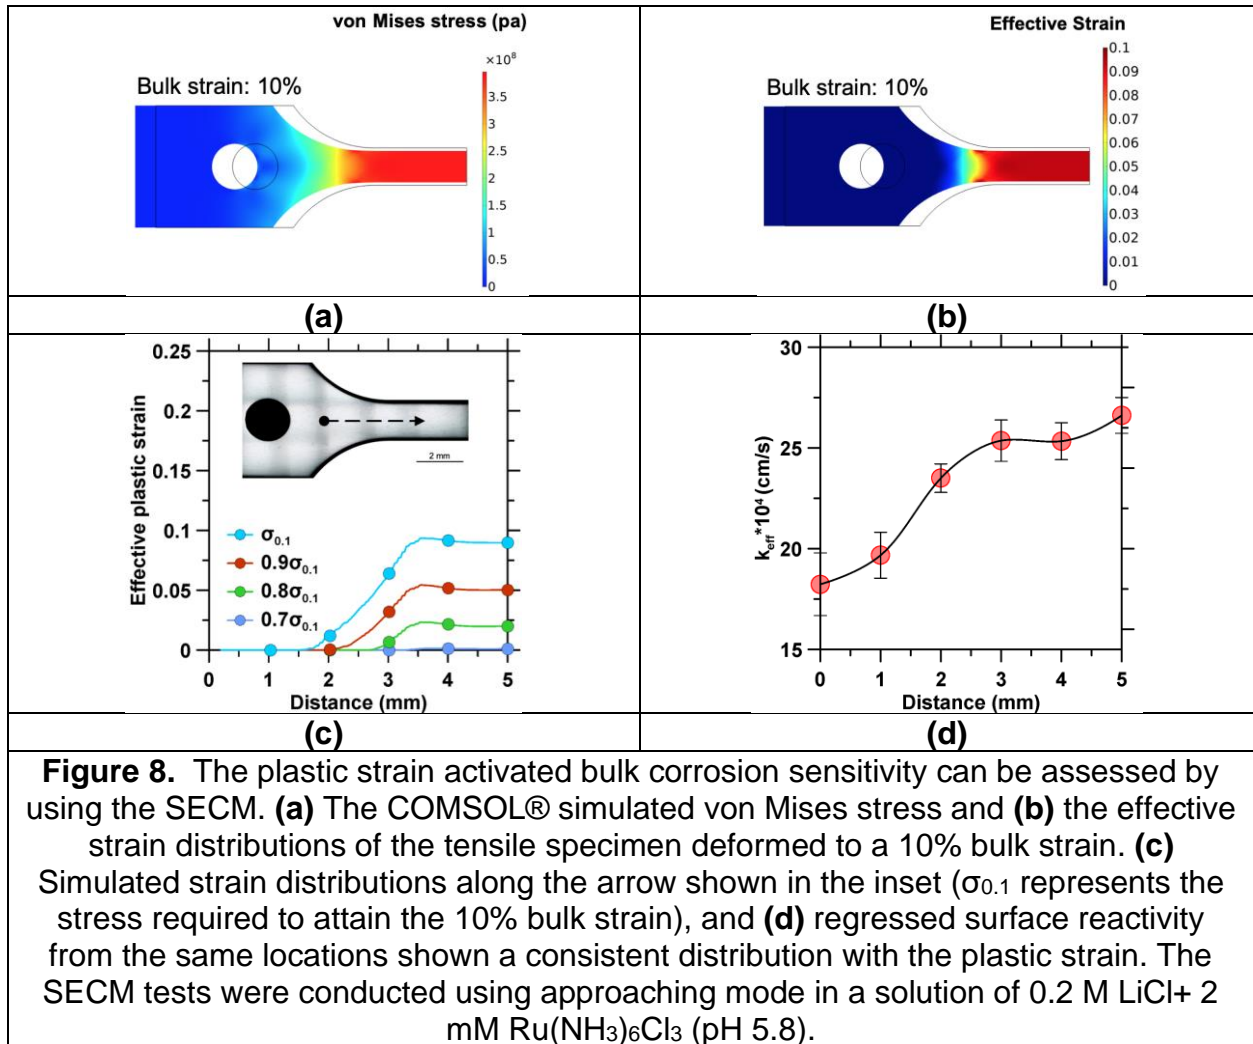 von Mises stress (pa)
×10⁸
Bulk strain: 10%
3.5
3
2.5
2
1.5
1
0.5
0
(a)
Effective Strain
Bulk strain: 10%
0.1
0.09
0.08
0.07
0.06
0.05
0.04
0.03
0.02
0.01
0
(b)
Effective plastic strain
0.25
0.2
0.15
0.1
0.05
0
2 mm
σ0.1
0.9σ0.1
0.8σ0.1
0.7σ0.1
0 1 2 3 4 5
Distance (mm)
(c)
keff*10⁴ (cm/s)
30
25
20
15
0 1 2 3 4 5
Distance (mm)
(d)
Figure 8. The plastic strain activated bulk corrosion sensitivity can be assessed by
using the SECM. (a) The COMSOL® simulated von Mises stress and (b) the effective
strain distributions of the tensile specimen deformed to a 10% bulk strain. (c)
Simulated strain distributions along the arrow shown in the inset (σ0.1 represents the
stress required to attain the 10% bulk strain), and (d) regressed surface reactivity
from the same locations shown a consistent distribution with the plastic strain. The
SECM tests were conducted using approaching mode in a solution of 0.2 M LiCl+ 2
mM Ru(NH3)6Cl3 (pH 5.8).